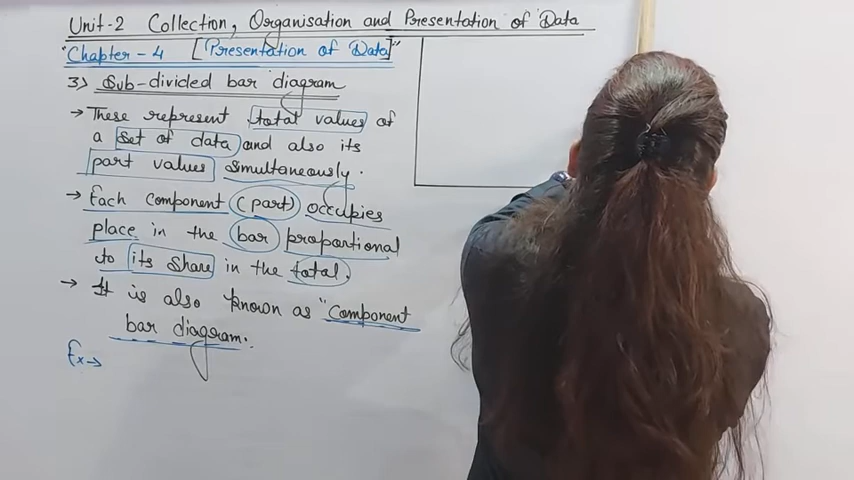 Unit-2 Collection, Organisation and Presentation of Data
"Chapter - 4 [Presentation of Data]"
3) Sub-divided bar diagram
→ These represent total values of
a set of data and also its
part values simultaneously.
→ Each component (part) occupies
place in the bar proportional
to its share in the total.
→ It is also known as "component
bar diagram.
Ex→